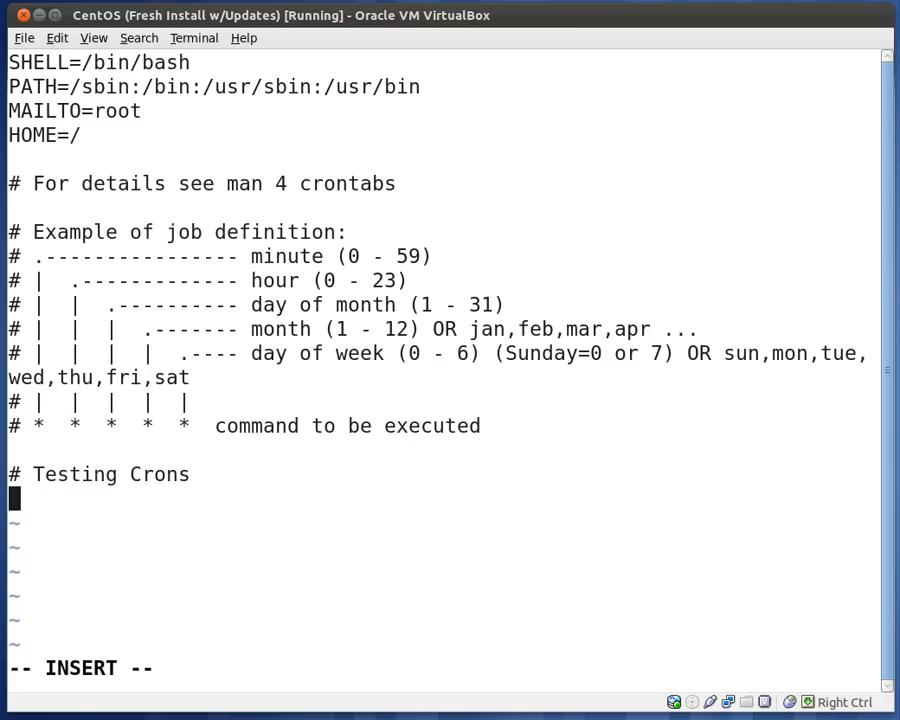 CentOS (Fresh Install w/Updates) [Running] - Oracle VM VirtualBox
File Edit View Search Terminal Help
SHELL=/bin/bash
PATH=/sbin:/bin:/usr/sbin:/usr/bin
MAILTO=root
HOME=/
# For details see man 4 crontabs
# Example of job definition:
# .---------------- minute (0 - 59)
# |  .------------- hour (0 - 23)
# |  |  .---------- day of month (1 - 31)
# |  |  |  .------- month (1 - 12) OR jan,feb,mar,apr ...
# |  |  |  |  .---- day of week (0 - 6) (Sunday=0 or 7) OR sun,mon,tue,
wed,thu,fri,sat
# |  |  |  |  |
# *  *  *  *  *  command to be executed
# Testing Crons
~
~
~
~
~
~
-- INSERT --
Right Ctrl